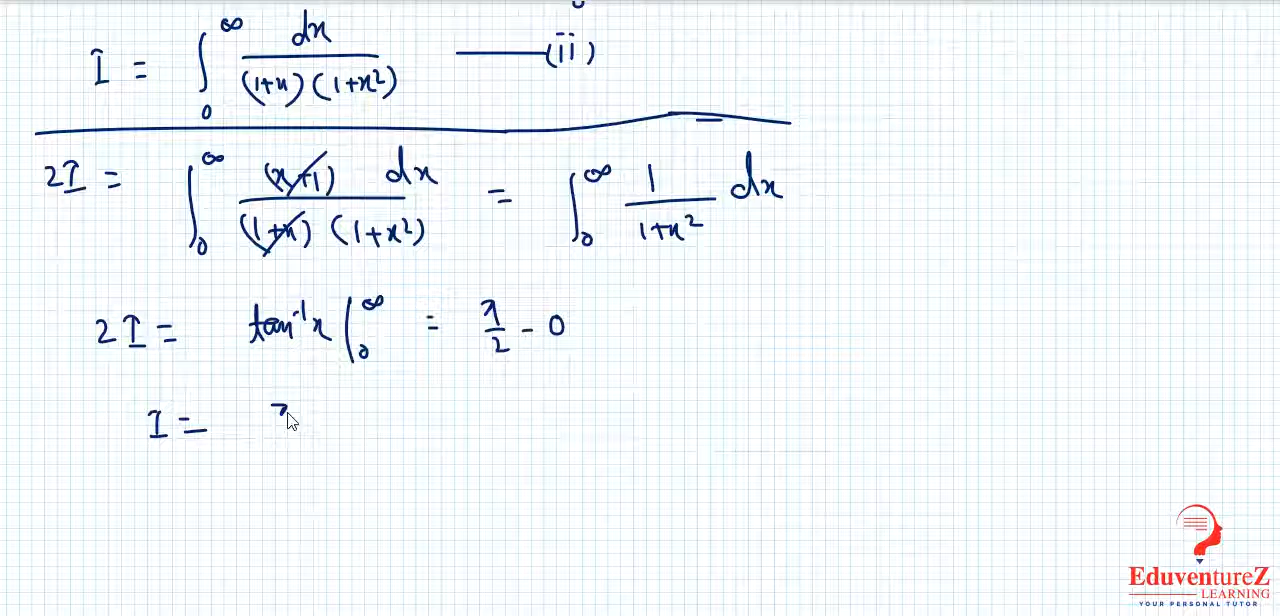 I = ∫₀^∞ dx / (1+x)(1+x²) ——(ii)
2I = ∫₀^∞ (x+1) dx / (1+x)(1+x²) = ∫₀^∞ 1 / 1+x² dx
2I = tan⁻¹x |₀^∞ = π/2 - 0
I =
EduventureZ
LEARNING
YOUR PERSONAL TUTOR